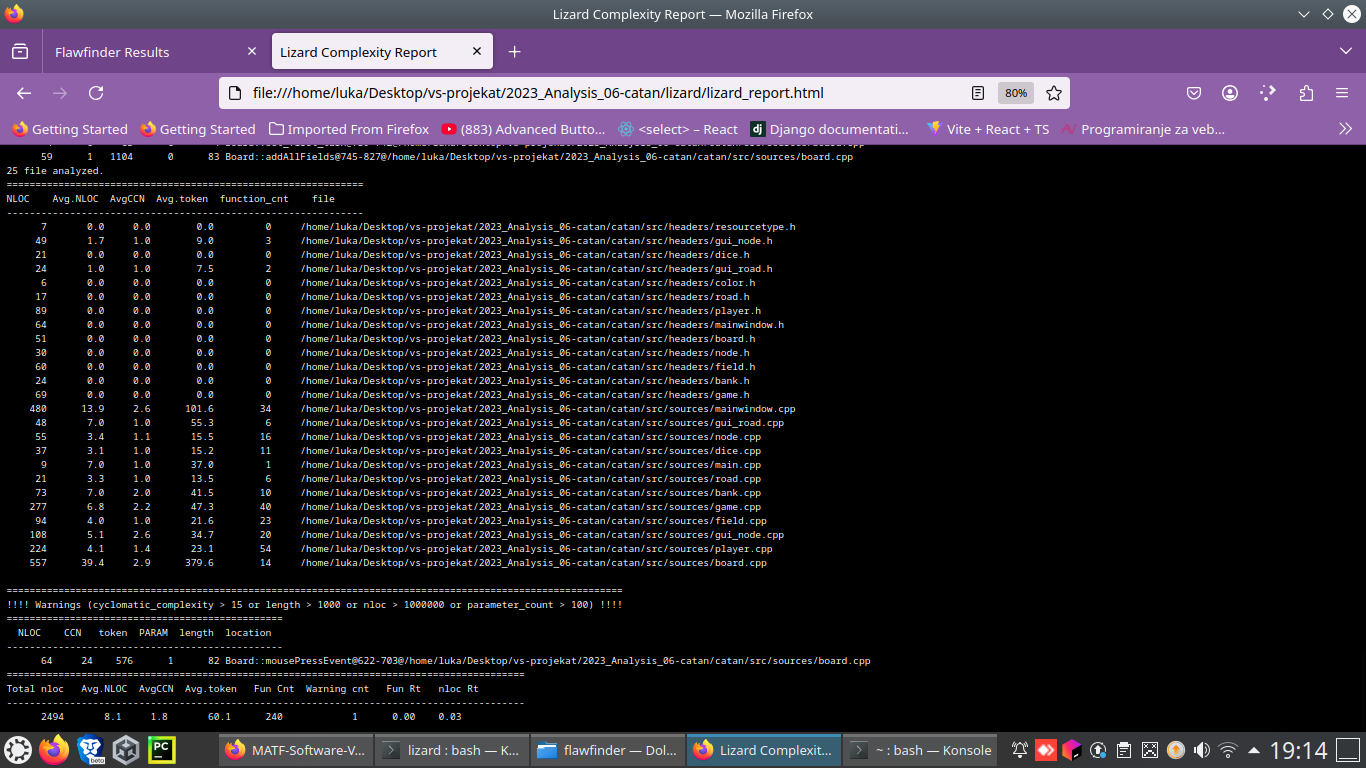 Lizard Complexity Report — Mozilla Firefox
Flawfinder Results
Lizard Complexity Report
file:///home/luka/Desktop/vs-projekat/2023_Analysis_06-catan/lizard/lizard_report.html
80%
Getting Started
Getting Started
Imported From Firefox
(883) Advanced Butto...
<select> – React
dj Django documentati...
Vite + React + TS
Programiranje za veb...
59 1 1104 0 83 Board::addAllFields@745-827@/home/luka/Desktop/vs-projekat/2023_Analysis_06-catan/catan/src/sources/board.cpp
25 file analyzed.
==============================================================
NLOC Avg.NLOC AvgCCN Avg.token function_cnt file
--------------------------------------------------------------
7 0.0 0.0 0.0 0 /home/luka/Desktop/vs-projekat/2023_Analysis_06-catan/catan/src/headers/resourcetype.h
49 1.7 1.0 9.0 3 /home/luka/Desktop/vs-projekat/2023_Analysis_06-catan/catan/src/headers/gui_node.h
21 0.0 0.0 0.0 0 /home/luka/Desktop/vs-projekat/2023_Analysis_06-catan/catan/src/headers/dice.h
24 1.0 1.0 7.5 2 /home/luka/Desktop/vs-projekat/2023_Analysis_06-catan/catan/src/headers/gui_road.h
6 0.0 0.0 0.0 0 /home/luka/Desktop/vs-projekat/2023_Analysis_06-catan/catan/src/headers/color.h
17 0.0 0.0 0.0 0 /home/luka/Desktop/vs-projekat/2023_Analysis_06-catan/catan/src/headers/road.h
89 0.0 0.0 0.0 0 /home/luka/Desktop/vs-projekat/2023_Analysis_06-catan/catan/src/headers/player.h
64 0.0 0.0 0.0 0 /home/luka/Desktop/vs-projekat/2023_Analysis_06-catan/catan/src/headers/mainwindow.h
51 0.0 0.0 0.0 0 /home/luka/Desktop/vs-projekat/2023_Analysis_06-catan/catan/src/headers/board.h
30 0.0 0.0 0.0 0 /home/luka/Desktop/vs-projekat/2023_Analysis_06-catan/catan/src/headers/node.h
60 0.0 0.0 0.0 0 /home/luka/Desktop/vs-projekat/2023_Analysis_06-catan/catan/src/headers/field.h
24 0.0 0.0 0.0 0 /home/luka/Desktop/vs-projekat/2023_Analysis_06-catan/catan/src/headers/bank.h
69 0.0 0.0 0.0 0 /home/luka/Desktop/vs-projekat/2023_Analysis_06-catan/catan/src/headers/game.h
480 13.9 2.6 101.6 34 /home/luka/Desktop/vs-projekat/2023_Analysis_06-catan/catan/src/sources/mainwindow.cpp
48 7.0 1.0 55.3 6 /home/luka/Desktop/vs-projekat/2023_Analysis_06-catan/catan/src/sources/gui_road.cpp
55 3.4 1.1 15.5 16 /home/luka/Desktop/vs-projekat/2023_Analysis_06-catan/catan/src/sources/node.cpp
37 3.1 1.0 15.2 11 /home/luka/Desktop/vs-projekat/2023_Analysis_06-catan/catan/src/sources/dice.cpp
9 7.0 1.0 37.0 1 /home/luka/Desktop/vs-projekat/2023_Analysis_06-catan/catan/src/sources/main.cpp
21 3.3 1.0 13.5 6 /home/luka/Desktop/vs-projekat/2023_Analysis_06-catan/catan/src/sources/road.cpp
73 7.0 2.0 41.5 10 /home/luka/Desktop/vs-projekat/2023_Analysis_06-catan/catan/src/sources/bank.cpp
277 6.8 2.2 47.3 40 /home/luka/Desktop/vs-projekat/2023_Analysis_06-catan/catan/src/sources/game.cpp
94 4.0 1.0 21.6 23 /home/luka/Desktop/vs-projekat/2023_Analysis_06-catan/catan/src/sources/field.cpp
108 5.1 2.6 34.7 20 /home/luka/Desktop/vs-projekat/2023_Analysis_06-catan/catan/src/sources/gui_node.cpp
224 4.1 1.4 23.1 54 /home/luka/Desktop/vs-projekat/2023_Analysis_06-catan/catan/src/sources/player.cpp
557 39.4 2.9 379.6 14 /home/luka/Desktop/vs-projekat/2023_Analysis_06-catan/catan/src/sources/board.cpp
===========================================================================================================
!!!! Warnings (cyclomatic_complexity > 15 or length > 1000 or nloc > 1000000 or parameter_count > 100) !!!!
================================================
NLOC CCN token PARAM length location
------------------------------------------------
64 24 576 1 82 Board::mousePressEvent@622-703@/home/luka/Desktop/vs-projekat/2023_Analysis_06-catan/catan/src/sources/board.cpp
==========================================================================================
Total nloc Avg.NLOC AvgCCN Avg.token Fun Cnt Warning cnt Fun Rt nloc Rt
------------------------------------------------------------------------------------------
2494 8.1 1.8 60.1 240 1 0.00 0.03
beta
PC
MATF-Software-V...
lizard : bash — K...
flawfinder — Dol...
Lizard Complexit...
~ : bash — Konsole
19:14